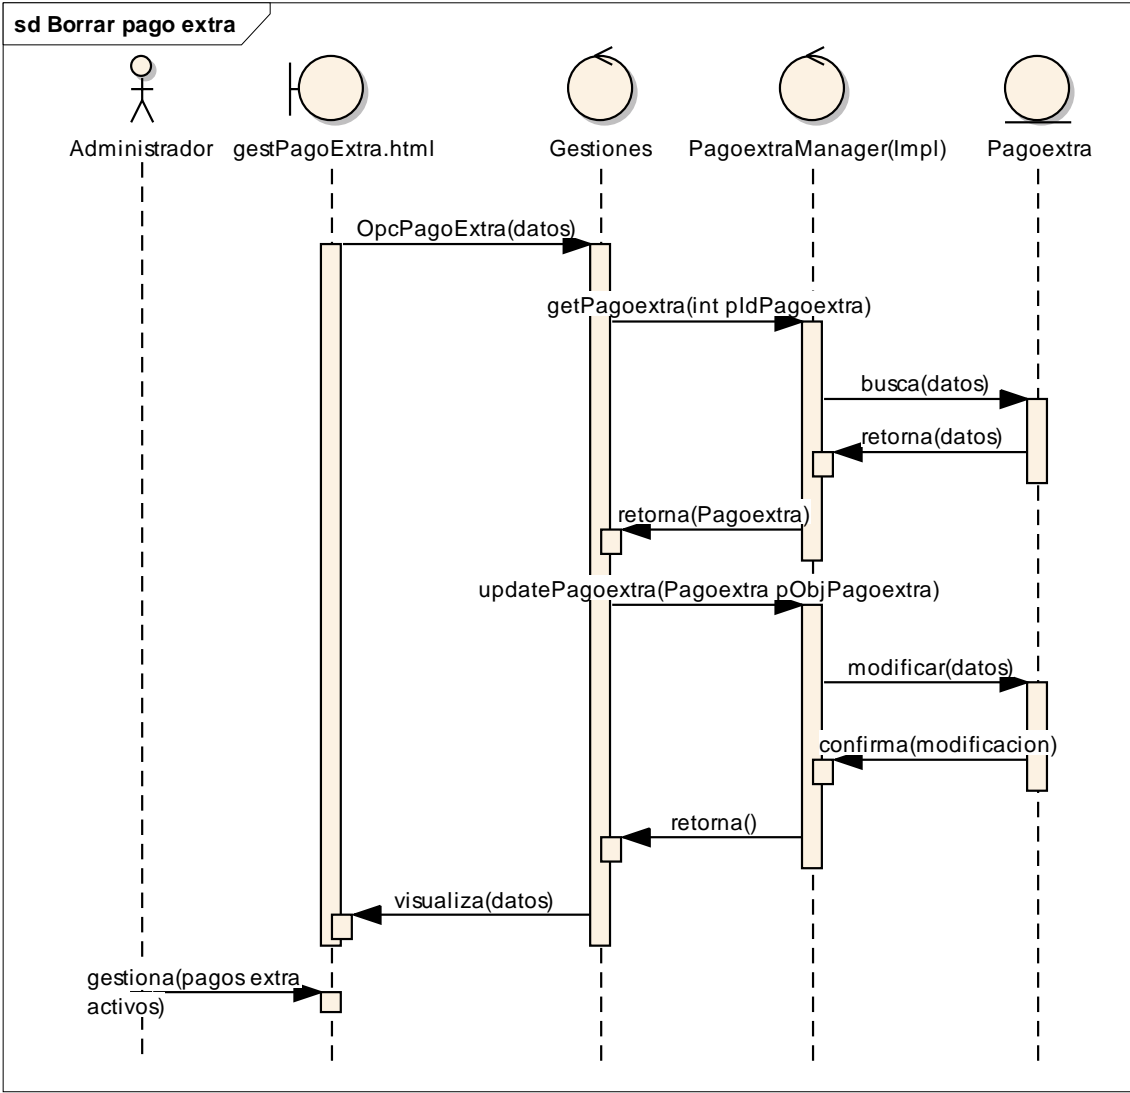 sd Borrar pago extra
Administrador
gestPagoExtra.html
Gestiones
PagoextraManager(Impl)
Pagoextra
OpcPagoExtra(datos)
getPagoextra(int pIdPagoextra)
busca(datos)
retorna(datos)
retorna(Pagoextra)
updatePagoextra(Pagoextra pObjPagoextra)
modificar(datos)
confirma(modificacion)
retorna()
visualiza(datos)
gestiona(pagos extra
activos)